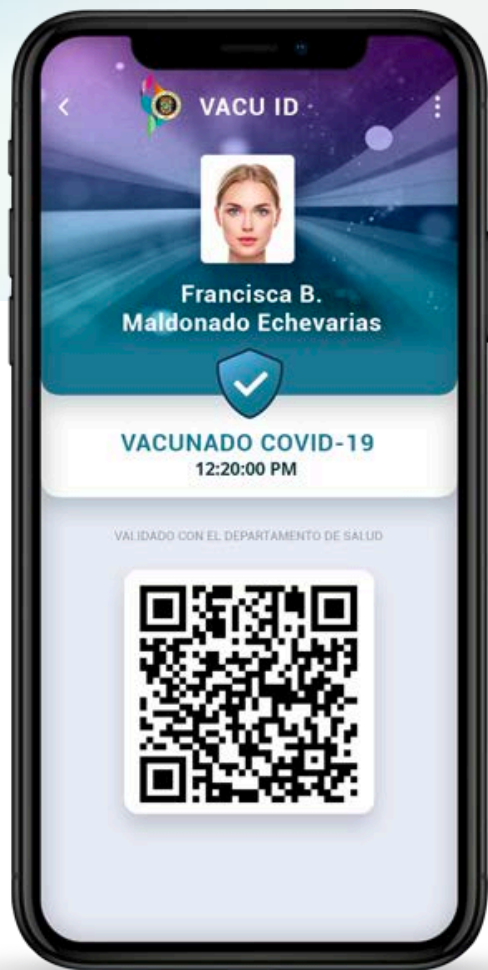 VACU ID
Francisca B.
Maldonado Echevarias
VACUNADO COVID-19
12:20:00 PM
VALIDADO CON EL DEPARTAMENTO DE SALUD